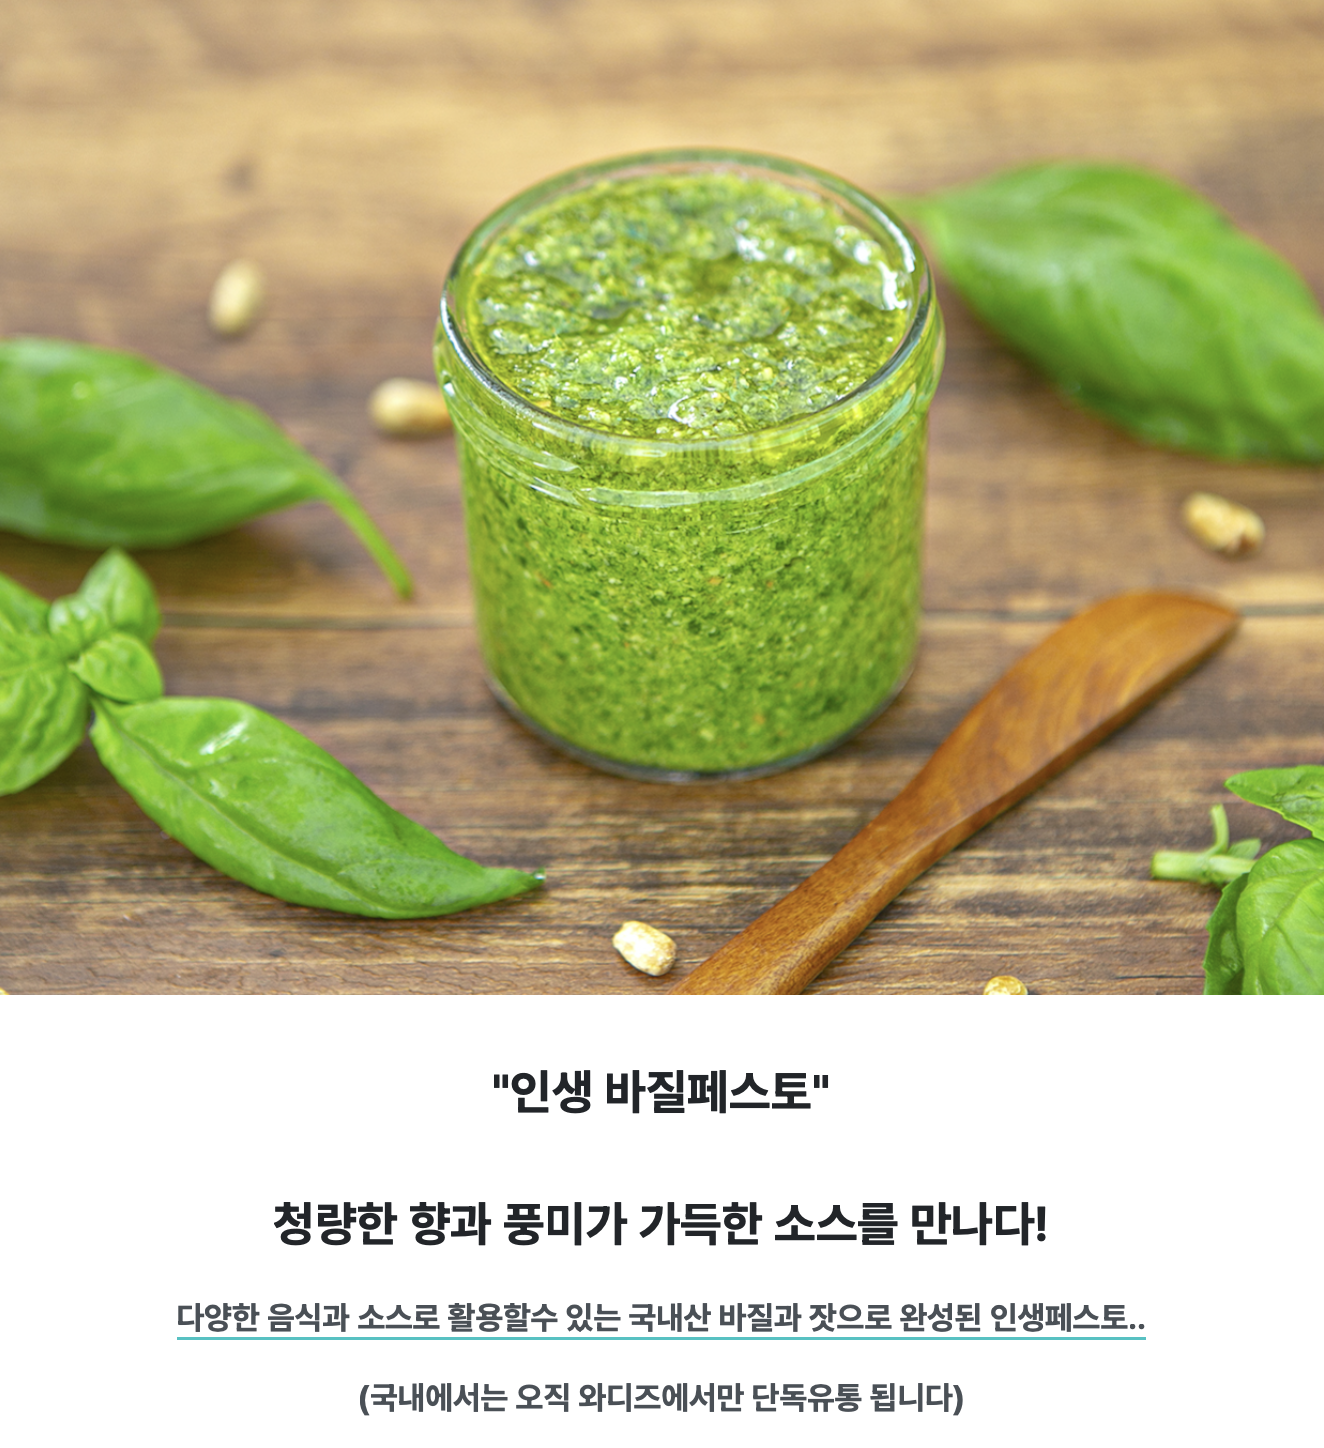 "인생 바질페스토"
청량한 향과 풍미가 가득한 소스를 만나다!
다양한 음식과 소스로 활용할수 있는 국내산 바질과 잣으로 완성된 인생페스토..
(국내에서는 오직 와디즈에서만 단독유통 됩니다)